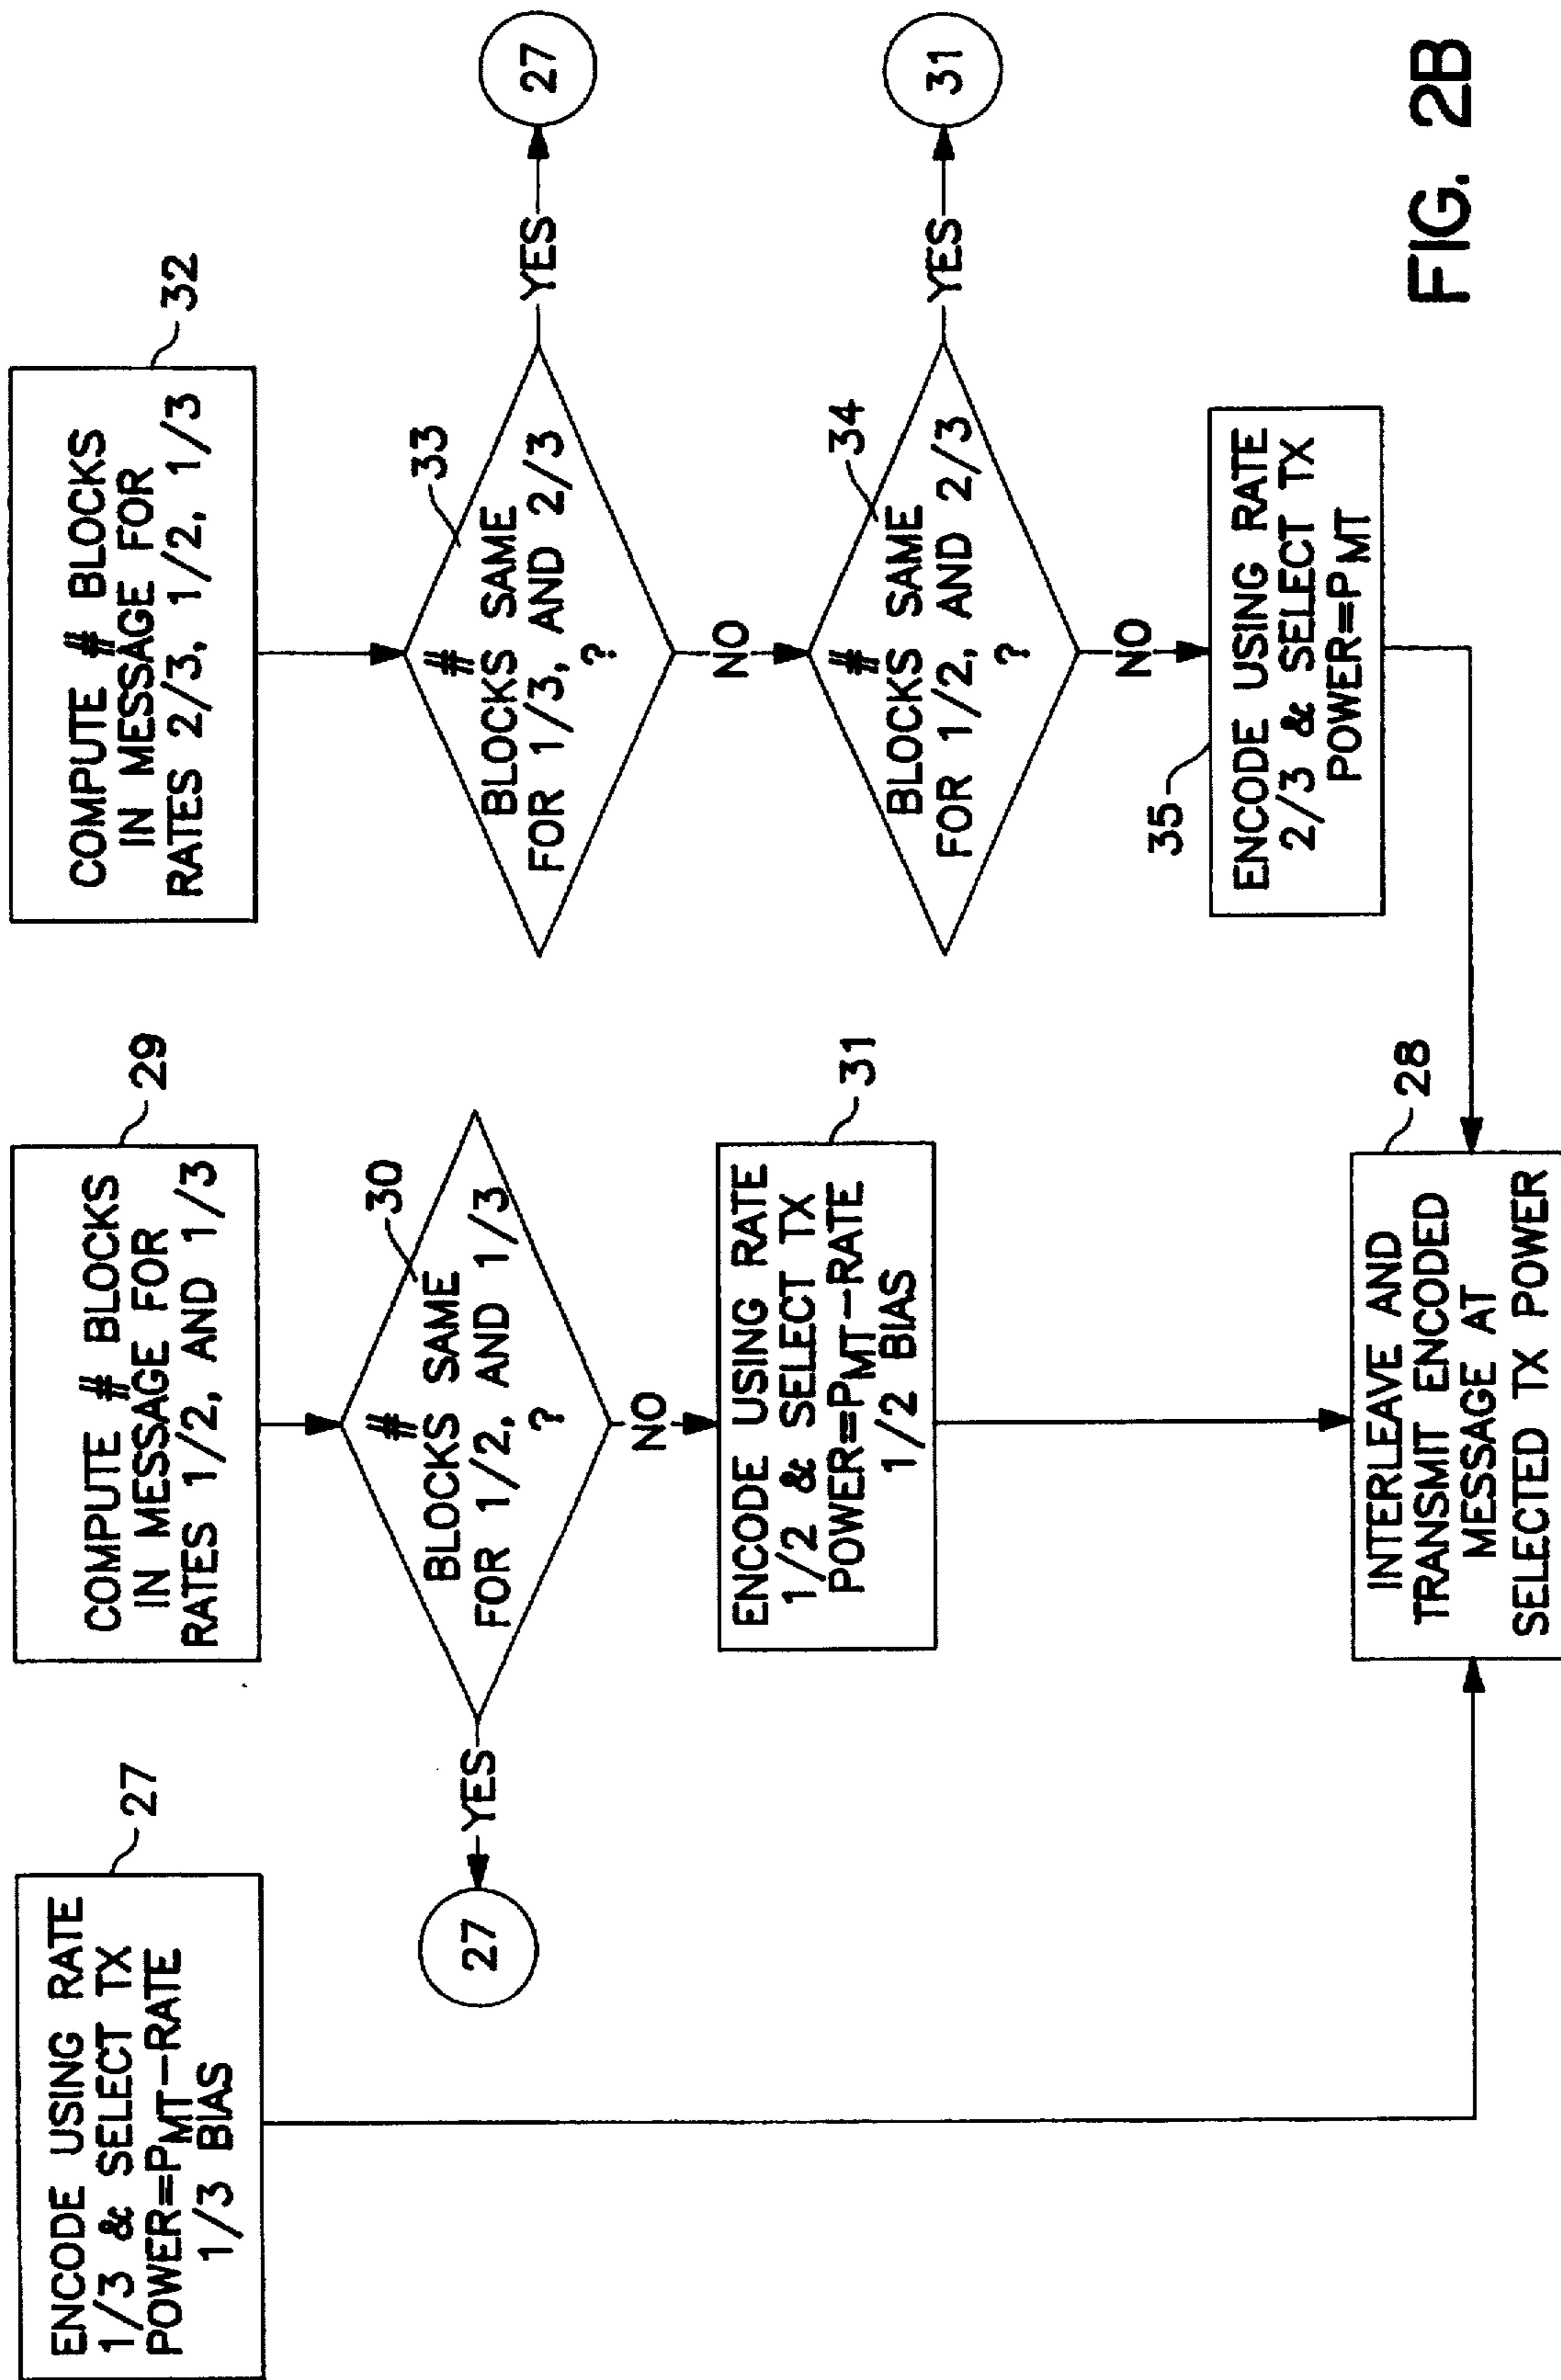 ENCODE USING RATE
1/3 & SELECT TX
POWER=PMT-RATE
1/3 BIAS
27
COMPUTE # BLOCKS
IN MESSAGE FOR
RATES 1/2, AND 1/3
29
#
BLOCKS SAME
FOR 1/2, AND 1/3
?
30
YES
27
NO
ENCODE USING RATE
1/2 & SELECT TX
POWER=PMT-RATE
1/2 BIAS
31
INTERLEAVE AND
TRANSMIT ENCODED
MESSAGE AT
SELECTED TX POWER
28
COMPUTE # BLOCKS
IN MESSAGE FOR
RATES 2/3, 1/2, 1/3
32
#
BLOCKS SAME
FOR 1/3, AND 2/3
?
33
YES
27
NO
#
BLOCKS SAME
FOR 1/2, AND 2/3
?
34
YES
31
NO
35
ENCODE USING RATE
2/3 & SELECT TX
POWER=PMT
FIG. 2B